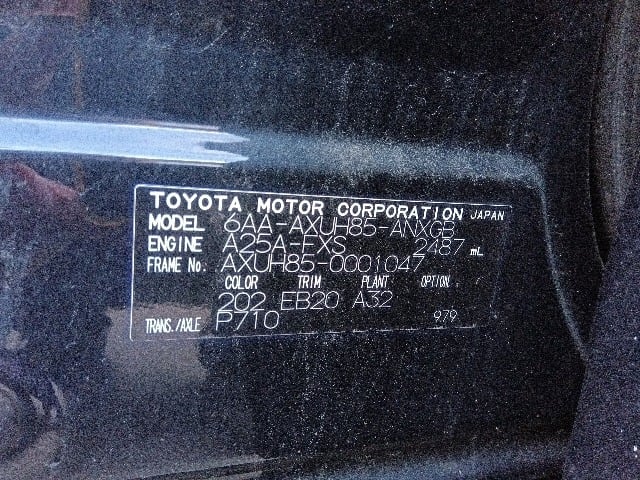 TOYOTA MOTOR CORPORATION JAPAN
MODEL 6AA-AXUH85-ANXGB
ENGINE A25A-FXS 2487 mL
FRAME No. AXUH85-0001047
COLOR TRIM PLANT OPTION
202 EB20 A32
TRANS./AXLE P710 979